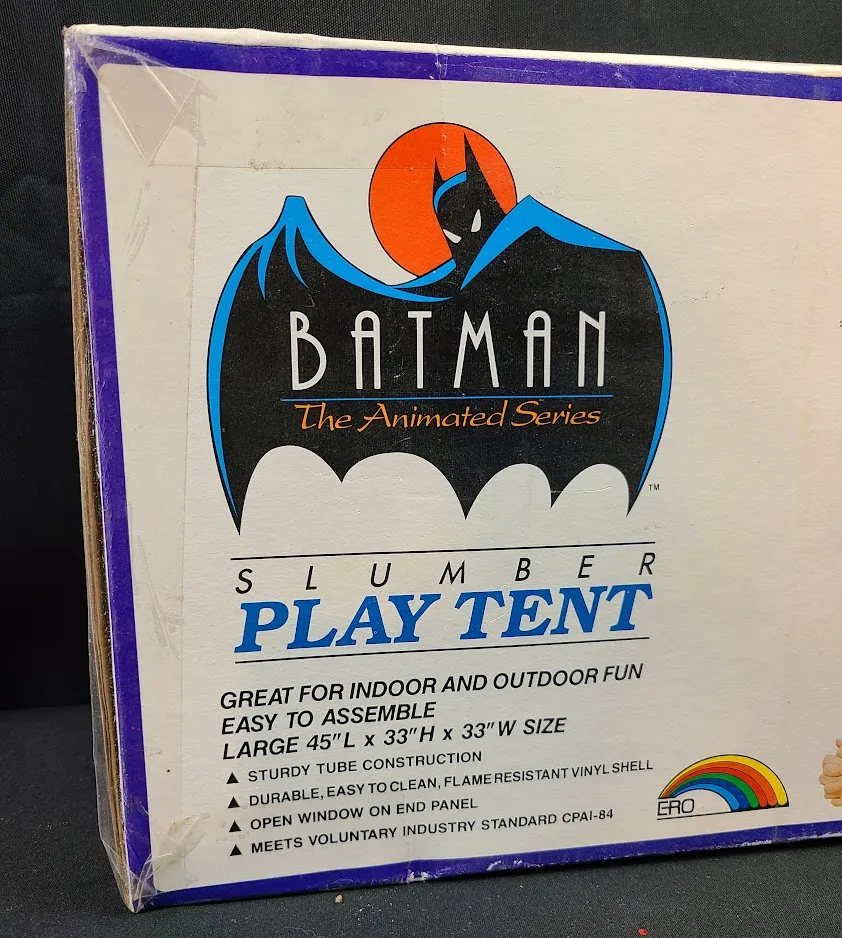 BATMAN
The Animated Series
TM
SLUMBER
PLAY TENT
GREAT FOR INDOOR AND OUTDOOR FUN
EASY TO ASSEMBLE
LARGE 45"L x 33"H x 33"W SIZE
▲ STURDY TUBE CONSTRUCTION
▲ DURABLE, EASY TO CLEAN, FLAME RESISTANT VINYL SHELL
▲ OPEN WINDOW ON END PANEL
▲ MEETS VOLUNTARY INDUSTRY STANDARD CPAI-84
ERO